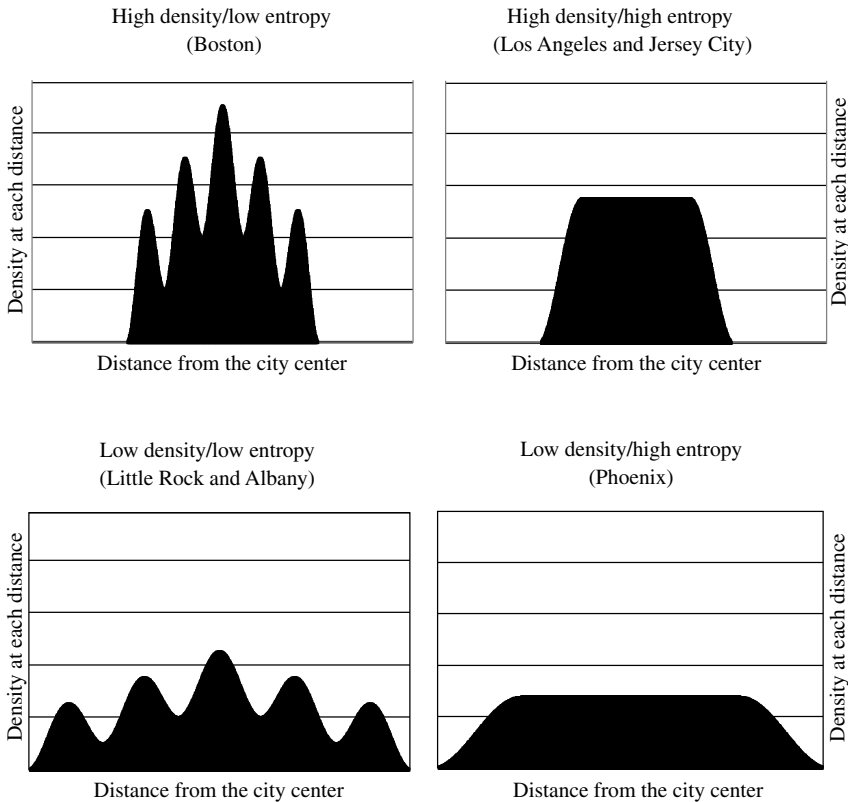 High density/low entropy
(Boston)
High density/high entropy
(Los Angeles and Jersey City)
Density at each distance
Density at each distance
Distance from the city center
Distance from the city center
Low density/low entropy
(Little Rock and Albany)
Low density/high entropy
(Phoenix)
Density at each distance
Density at each distance
Distance from the city center
Distance from the city center